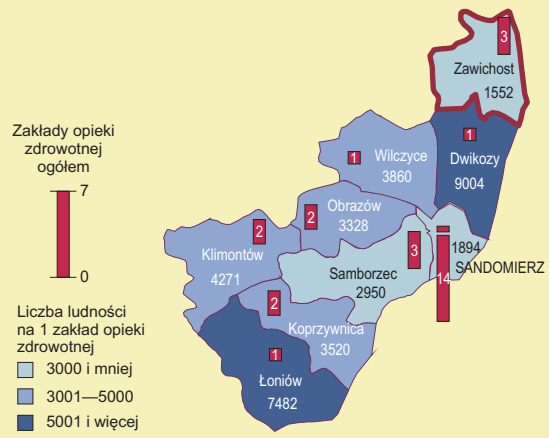 3
Zawichost
1552
Zakłady opieki
zdrowotnej
ogółem
7
0
1
Wilczyce
3860
1
Dwikozy
9004
2
Obrazów
3328
2
Klimontów
4271
3
Samborzec
2950
1894
SANDOMIERZ
14
2
Koprzywnica
3520
1
Łoniów
7482
Liczba ludności
na 1 zakład opieki
zdrowotnej
3000 i mniej
3001—5000
5001 i więcej